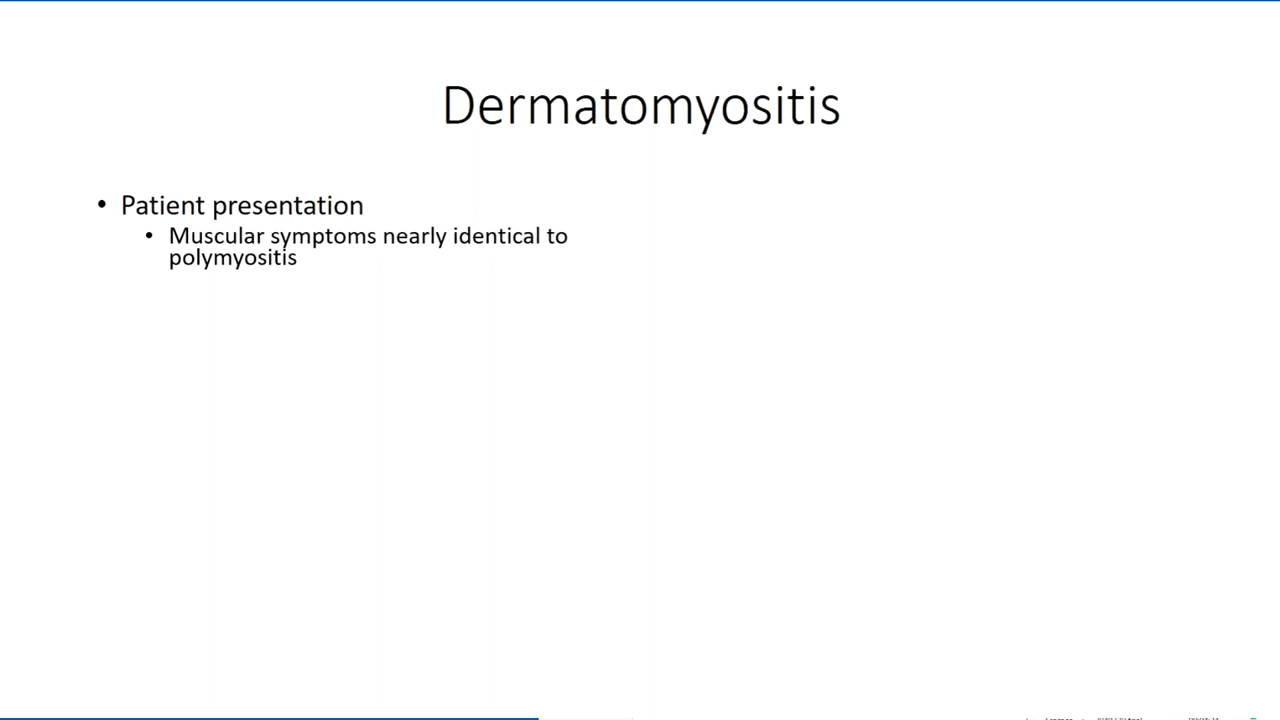 Dermatomyositis
• Patient presentation
• Muscular symptoms nearly identical to
polymyositis